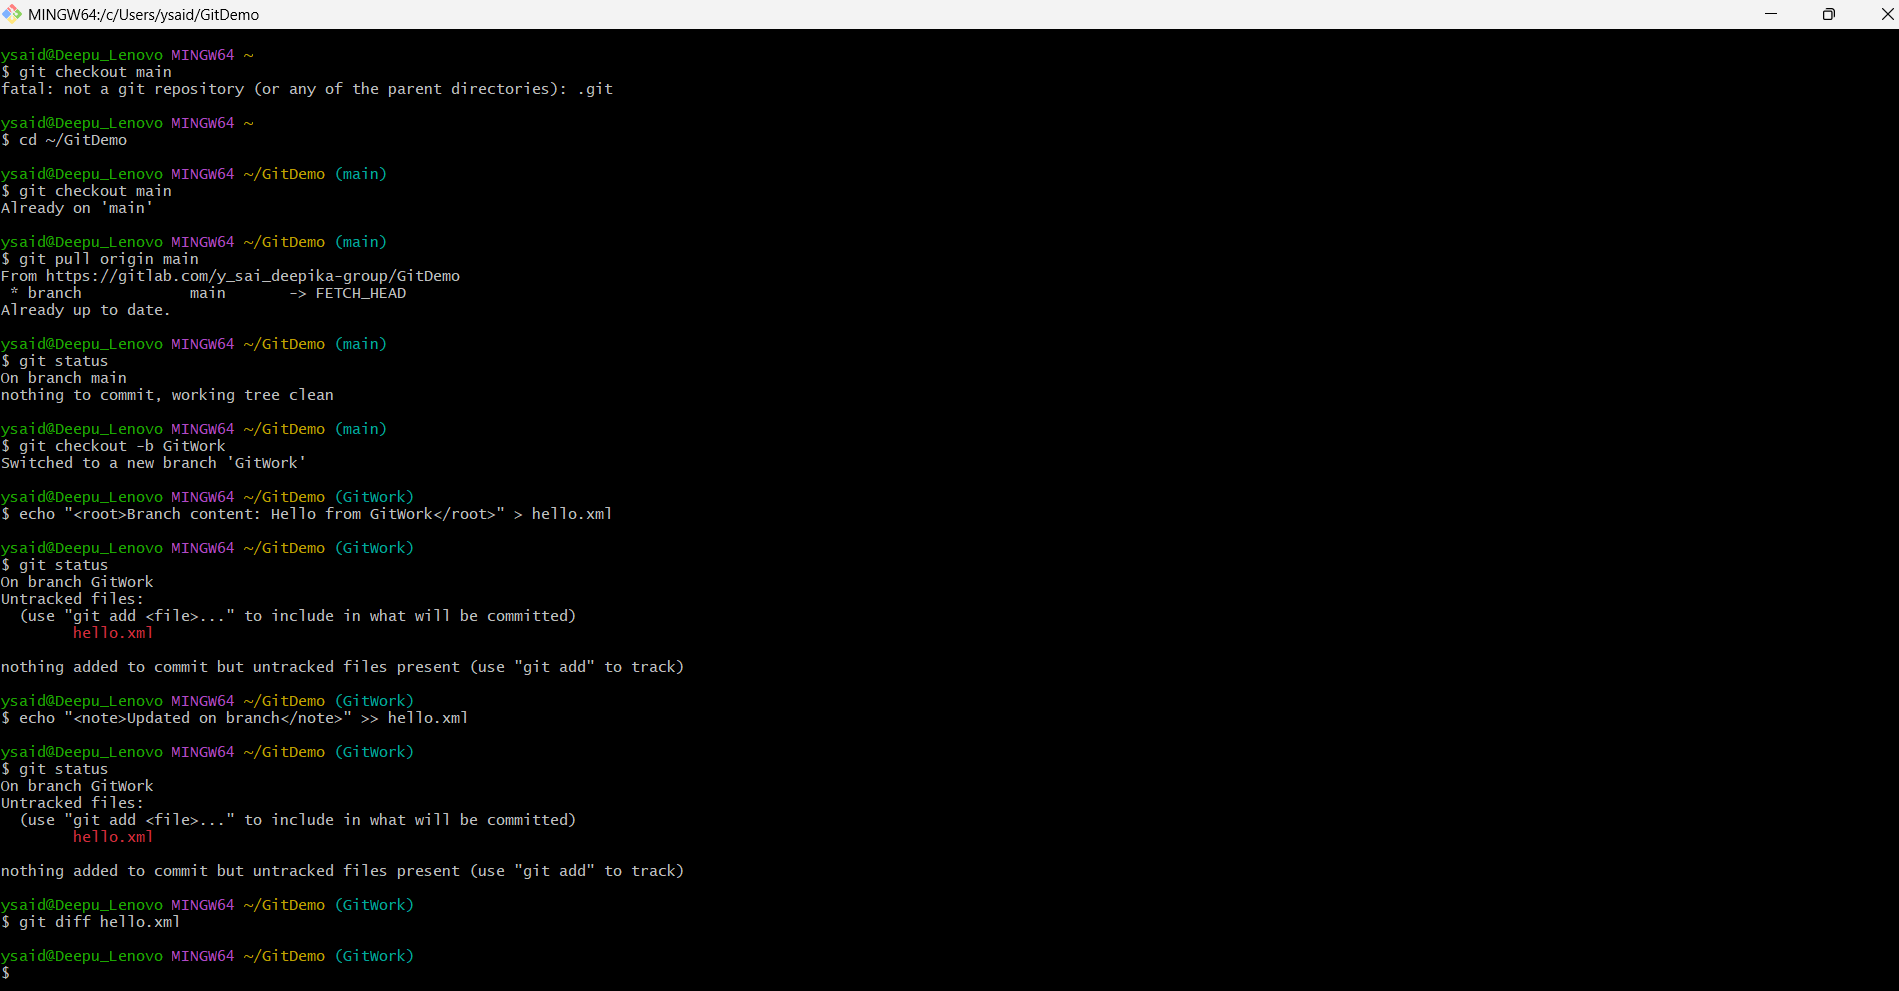 MINGW64:/c/Users/ysaid/GitDemo
ysaid@Deepu_Lenovo MINGW64 ~
$ git checkout main
fatal: not a git repository (or any of the parent directories): .git
ysaid@Deepu_Lenovo MINGW64 ~
$ cd ~/GitDemo
ysaid@Deepu_Lenovo MINGW64 ~/GitDemo (main)
$ git checkout main
Already on 'main'
ysaid@Deepu_Lenovo MINGW64 ~/GitDemo (main)
$ git pull origin main
From https://gitlab.com/y_sai_deepika-group/GitDemo
 * branch            main       -> FETCH_HEAD
Already up to date.
ysaid@Deepu_Lenovo MINGW64 ~/GitDemo (main)
$ git status
On branch main
nothing to commit, working tree clean
ysaid@Deepu_Lenovo MINGW64 ~/GitDemo (main)
$ git checkout -b GitWork
Switched to a new branch 'GitWork'
ysaid@Deepu_Lenovo MINGW64 ~/GitDemo (GitWork)
$ echo "<root>Branch content: Hello from GitWork</root>" > hello.xml
ysaid@Deepu_Lenovo MINGW64 ~/GitDemo (GitWork)
$ git status
On branch GitWork
Untracked files:
  (use "git add <file>..." to include in what will be committed)
        hello.xml
nothing added to commit but untracked files present (use "git add" to track)
ysaid@Deepu_Lenovo MINGW64 ~/GitDemo (GitWork)
$ echo "<note>Updated on branch</note>" >> hello.xml
ysaid@Deepu_Lenovo MINGW64 ~/GitDemo (GitWork)
$ git status
On branch GitWork
Untracked files:
  (use "git add <file>..." to include in what will be committed)
        hello.xml
nothing added to commit but untracked files present (use "git add" to track)
ysaid@Deepu_Lenovo MINGW64 ~/GitDemo (GitWork)
$ git diff hello.xml
ysaid@Deepu_Lenovo MINGW64 ~/GitDemo (GitWork)
$